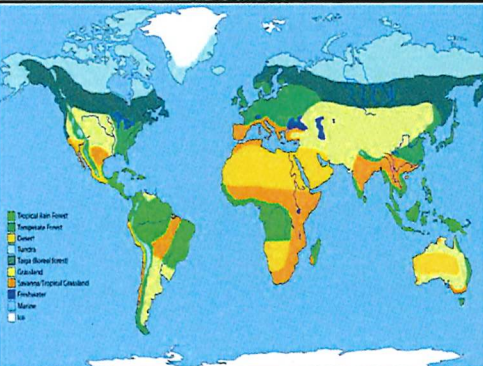 Tropical Rain Forest
Temperate Forest
Desert
Tundra
Taiga (Boreal forest)
Grassland
Savanna/Tropical Grassland
Freshwater
Marine
Ice